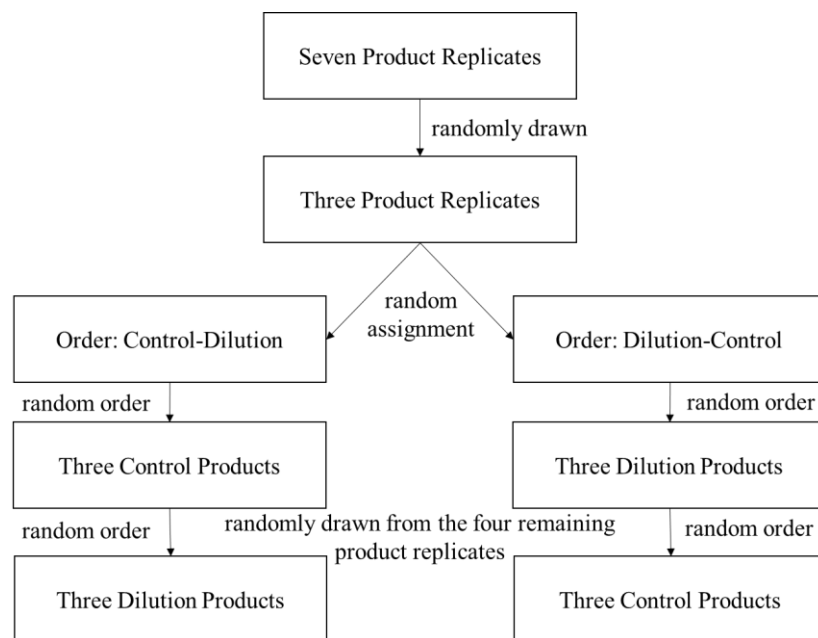 Seven Product Replicates
randomly drawn
Three Product Replicates
random
assignment
Order: Control-Dilution
Order: Dilution-Control
random order
random order
Three Control Products
Three Dilution Products
random order
randomly drawn from the four remaining
product replicates
random order
Three Dilution Products
Three Control Products